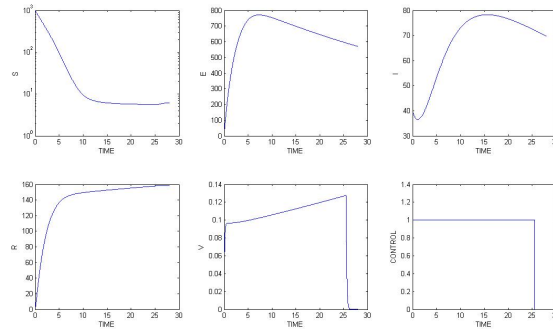 10³
10²
10¹
10⁰
S
0 5 10 15 20 25 30
TIME
800
700
600
500
400
300
200
100
0
E
0 5 10 15 20 25 30
TIME
80
70
60
50
40
30
I
0 5 10 15 20 25 30
TIME
160
140
120
100
80
60
40
20
0
R
0 5 10 15 20 25 30
TIME
0.14
0.12
0.1
0.08
0.06
0.04
0.02
0
V
0 5 10 15 20 25 30
TIME
1.4
1.2
1
0.8
0.6
0.4
0.2
0
CONTROL
0 5 10 15 20 25 30
TIME